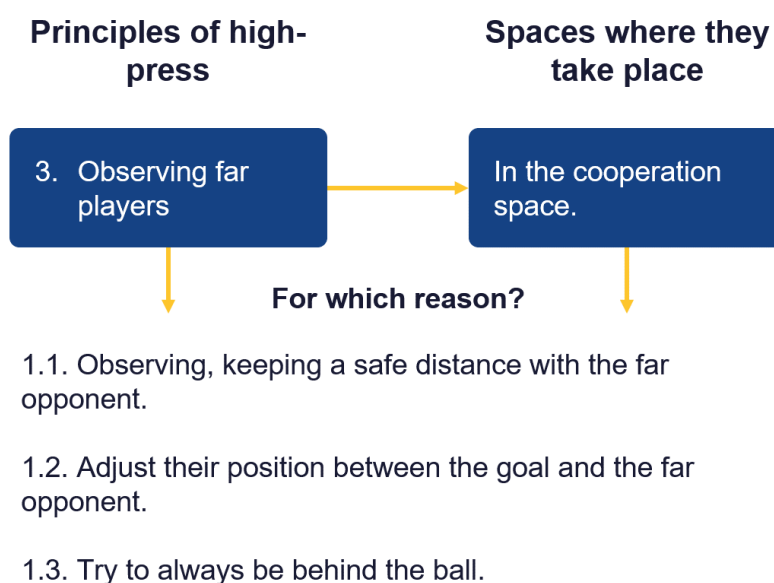 Principles of high-
press
Spaces where they
take place
3. Observing far
players
In the cooperation
space.
For which reason?
1.1. Observing, keeping a safe distance with the far
opponent.
1.2. Adjust their position between the goal and the far
opponent.
1.3. Try to always be behind the ball.